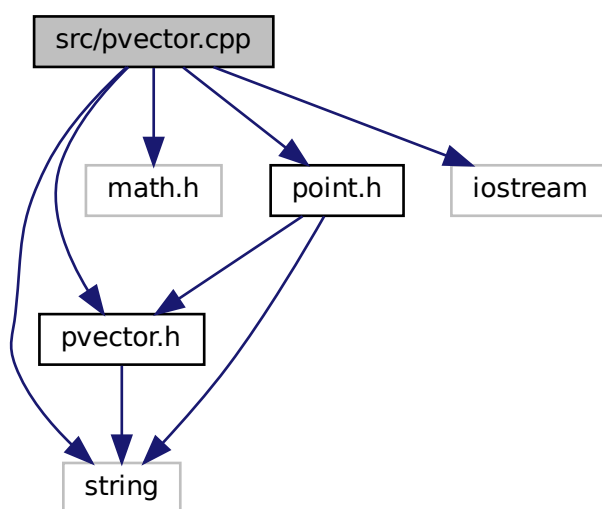 src/pvector.cpp
math.h
point.h
iostream
pvector.h
string